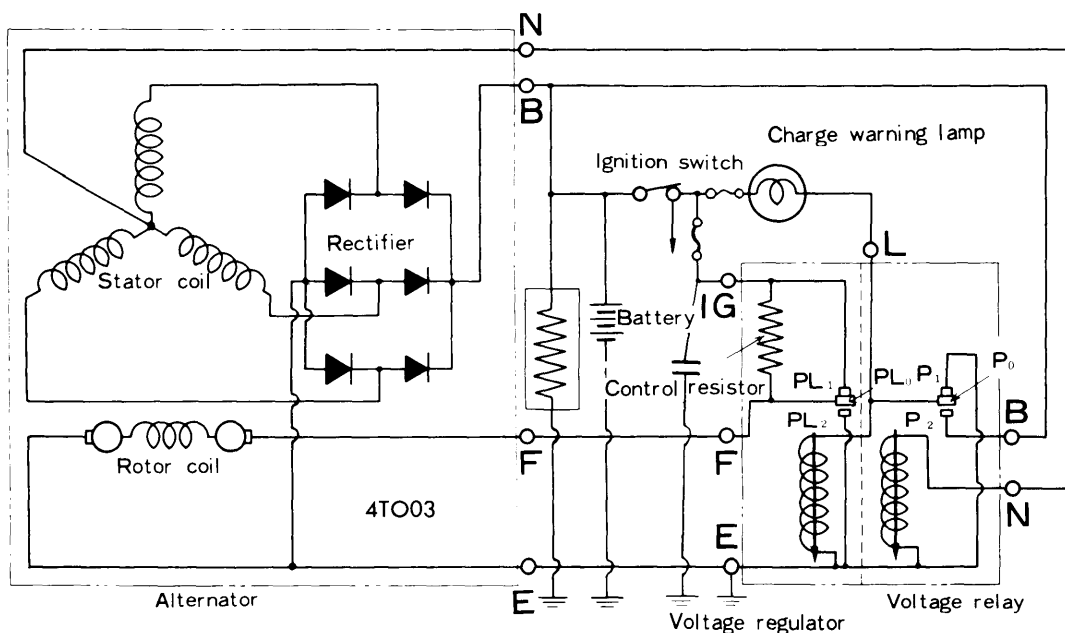 N
B
Charge warning lamp
Ignition switch
Rectifier
L
Stator coil
IG
Battery
Control resistor
PL1
PL0
P1
P0
PL2
P2
B
F
F
Rotor coil
N
4TO03
E
E
Alternator
Voltage regulator
Voltage relay